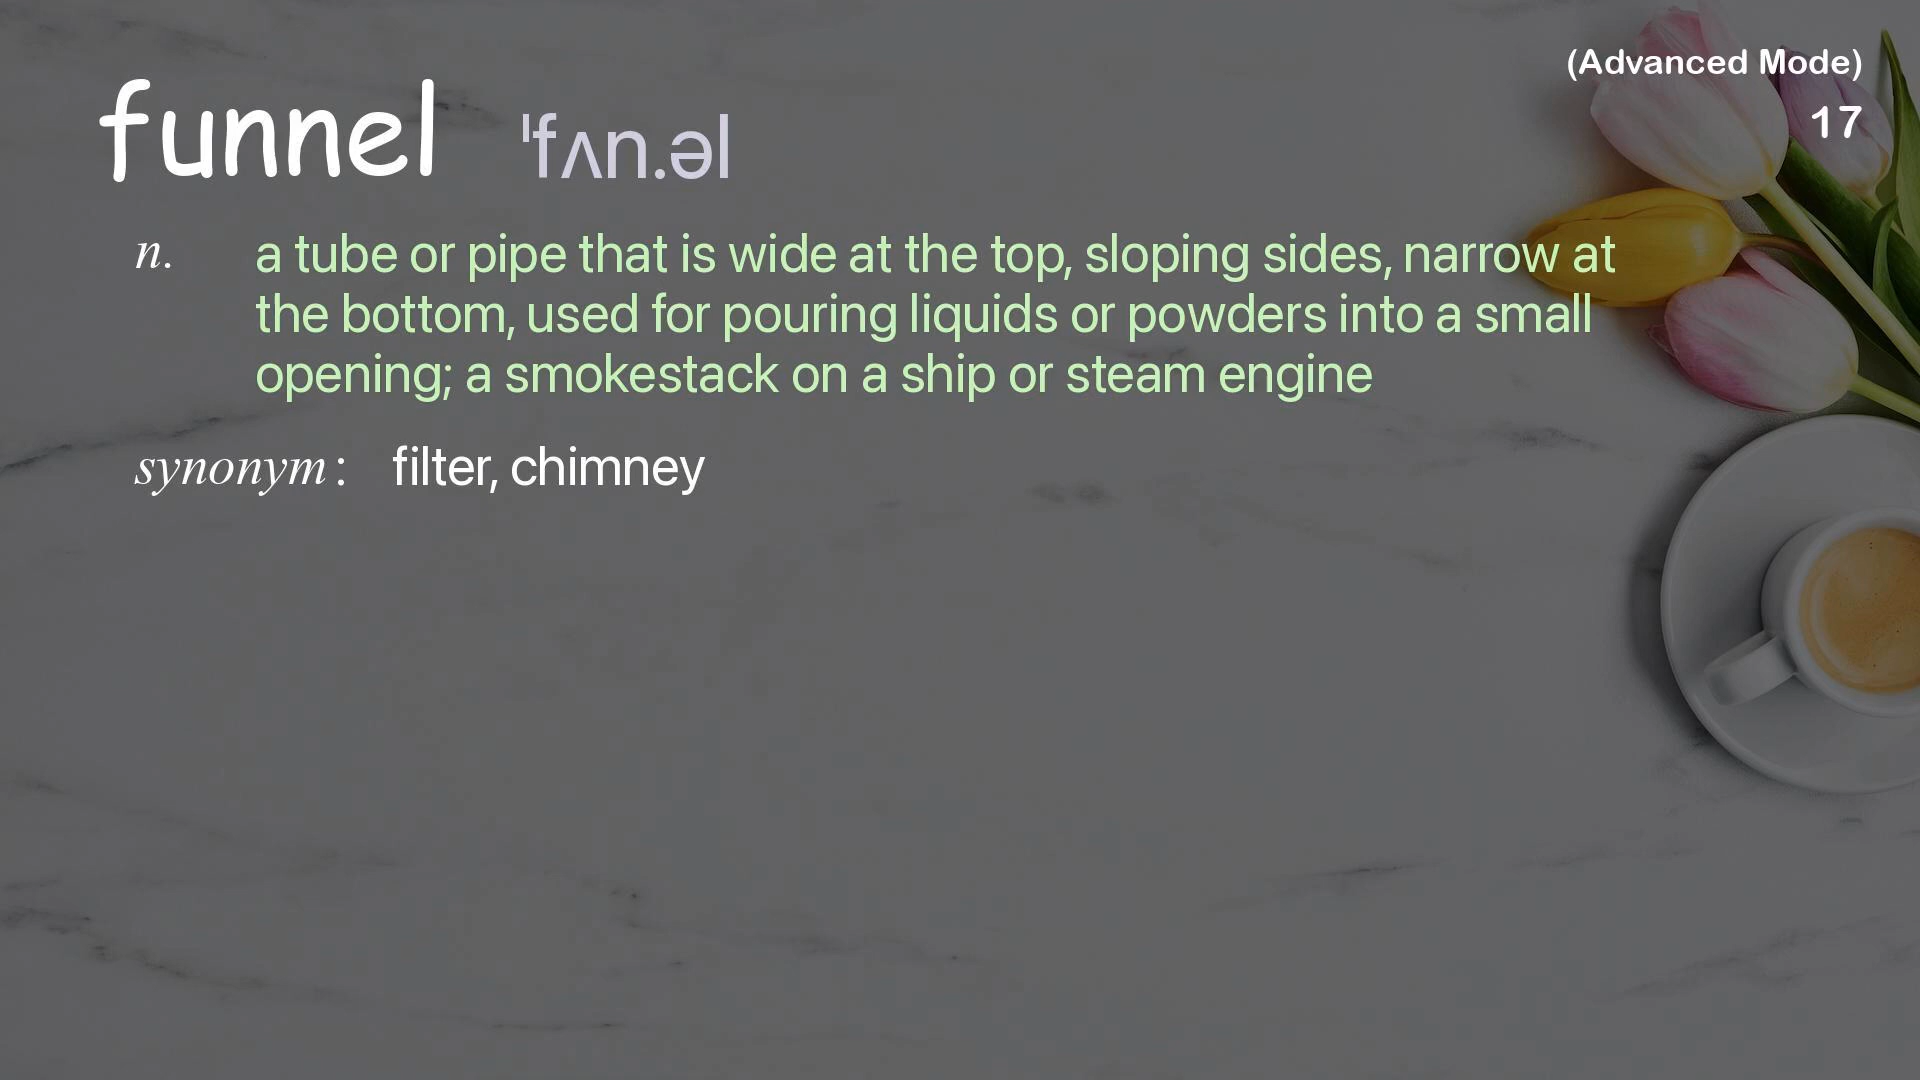 (Advanced Mode)
17
funnel ˈfʌn.əl
n. a tube or pipe that is wide at the top, sloping sides, narrow at
the bottom, used for pouring liquids or powders into a small
opening; a smokestack on a ship or steam engine
synonym: filter, chimney